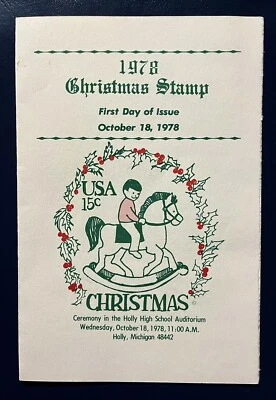 1978
Christmas Stamp
First Day of Issue
October 18, 1978
USA
15c
CHRISTMAS
Ceremony in the Holly High School Auditorium
Wednesday, October 18, 1978, 11:00 A.M.
Holly, Michigan 48442